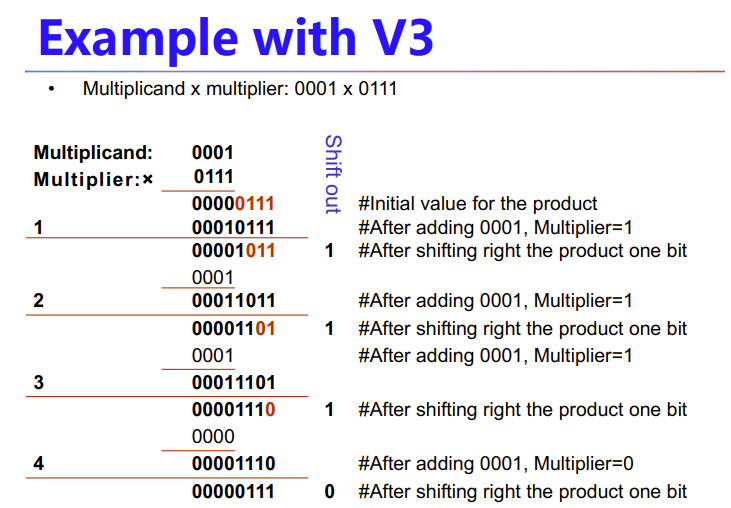 Example with V3
• Multiplicand x multiplier: 0001 x 0111
Shift out
Multiplicand: 0001
Multiplier:× 0111
00000111 #Initial value for the product
1 00010111 #After adding 0001, Multiplier=1
00001011 1 #After shifting right the product one bit
0001
2 00011011 #After adding 0001, Multiplier=1
00001101 1 #After shifting right the product one bit
0001 #After adding 0001, Multiplier=1
3 00011101
00001110 1 #After shifting right the product one bit
0000
4 00001110 #After adding 0001, Multiplier=0
00000111 0 #After shifting right the product one bit